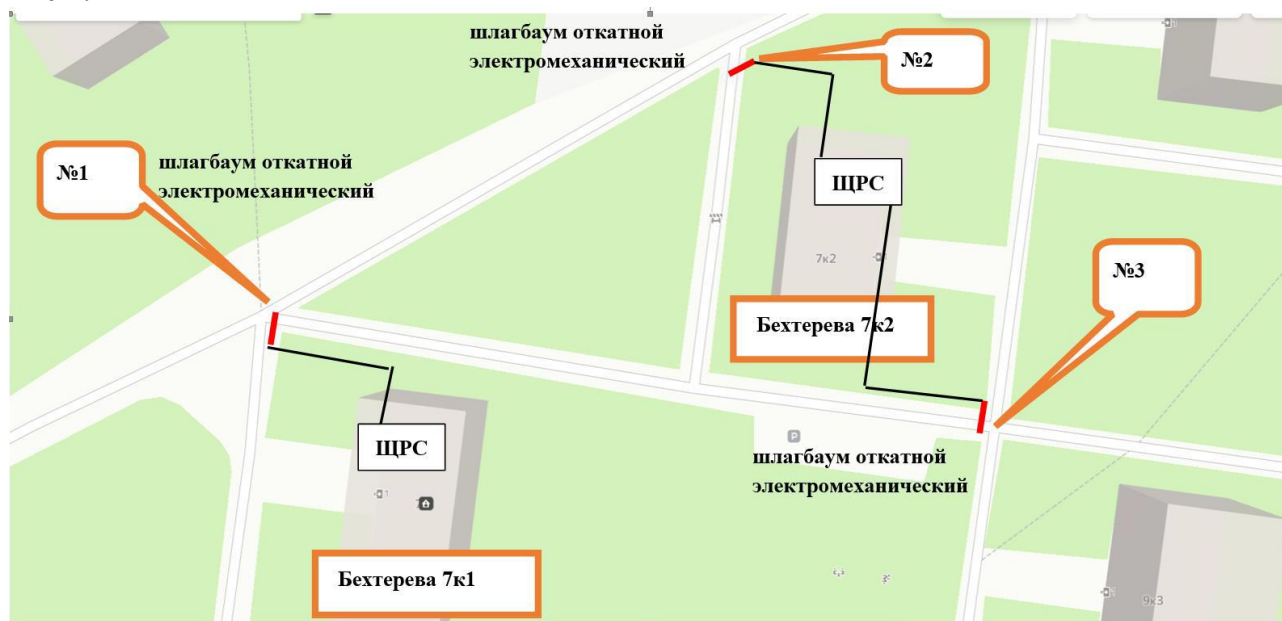 шлагбаум откатной
электромеханический
№2
№1
шлагбаум откатной
электромеханический
ЩРС
7к2
№3
Бехтерева 7к2
ЩРС
P
шлагбаум откатной
электромеханический
1
Бехтерева 7к1
9к3